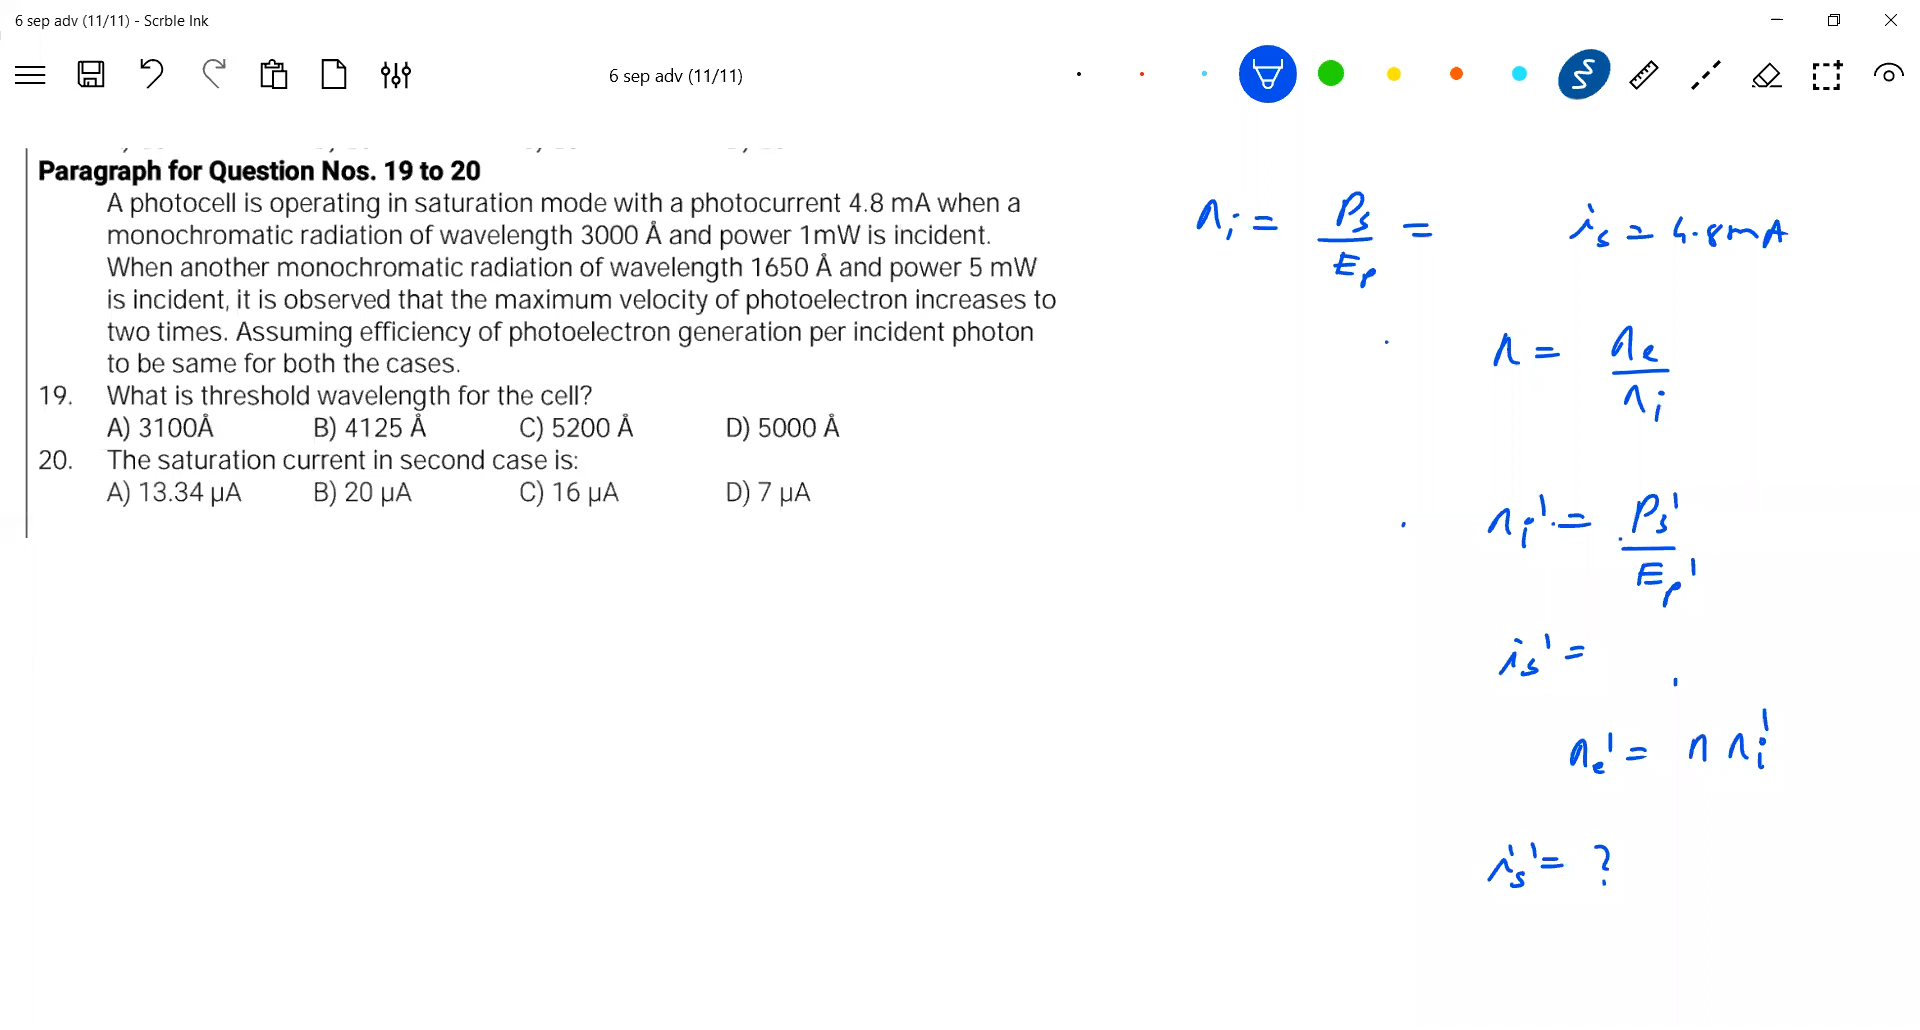 6 sep adv (11/11) - Scrble Ink
6 sep adv (11/11)
Paragraph for Question Nos. 19 to 20
A photocell is operating in saturation mode with a photocurrent 4.8 mA when a
monochromatic radiation of wavelength 3000 Å and power 1mW is incident.
When another monochromatic radiation of wavelength 1650 Å and power 5 mW
is incident, it is observed that the maximum velocity of photoelectron increases to
two times. Assuming efficiency of photoelectron generation per incident photon
to be same for both the cases.
19. What is threshold wavelength for the cell?
A) 3100Å B) 4125 Å C) 5200 Å D) 5000 Å
20. The saturation current in second case is:
A) 13.34 µA B) 20 µA C) 16 µA D) 7 µA
n_i = P_s / E_p =
i_s = 4.8mA
n = n_e / n_i
n_i' = P_s' / E_p'
i_s' =
n_e' = n n_i'
i_s' = ?